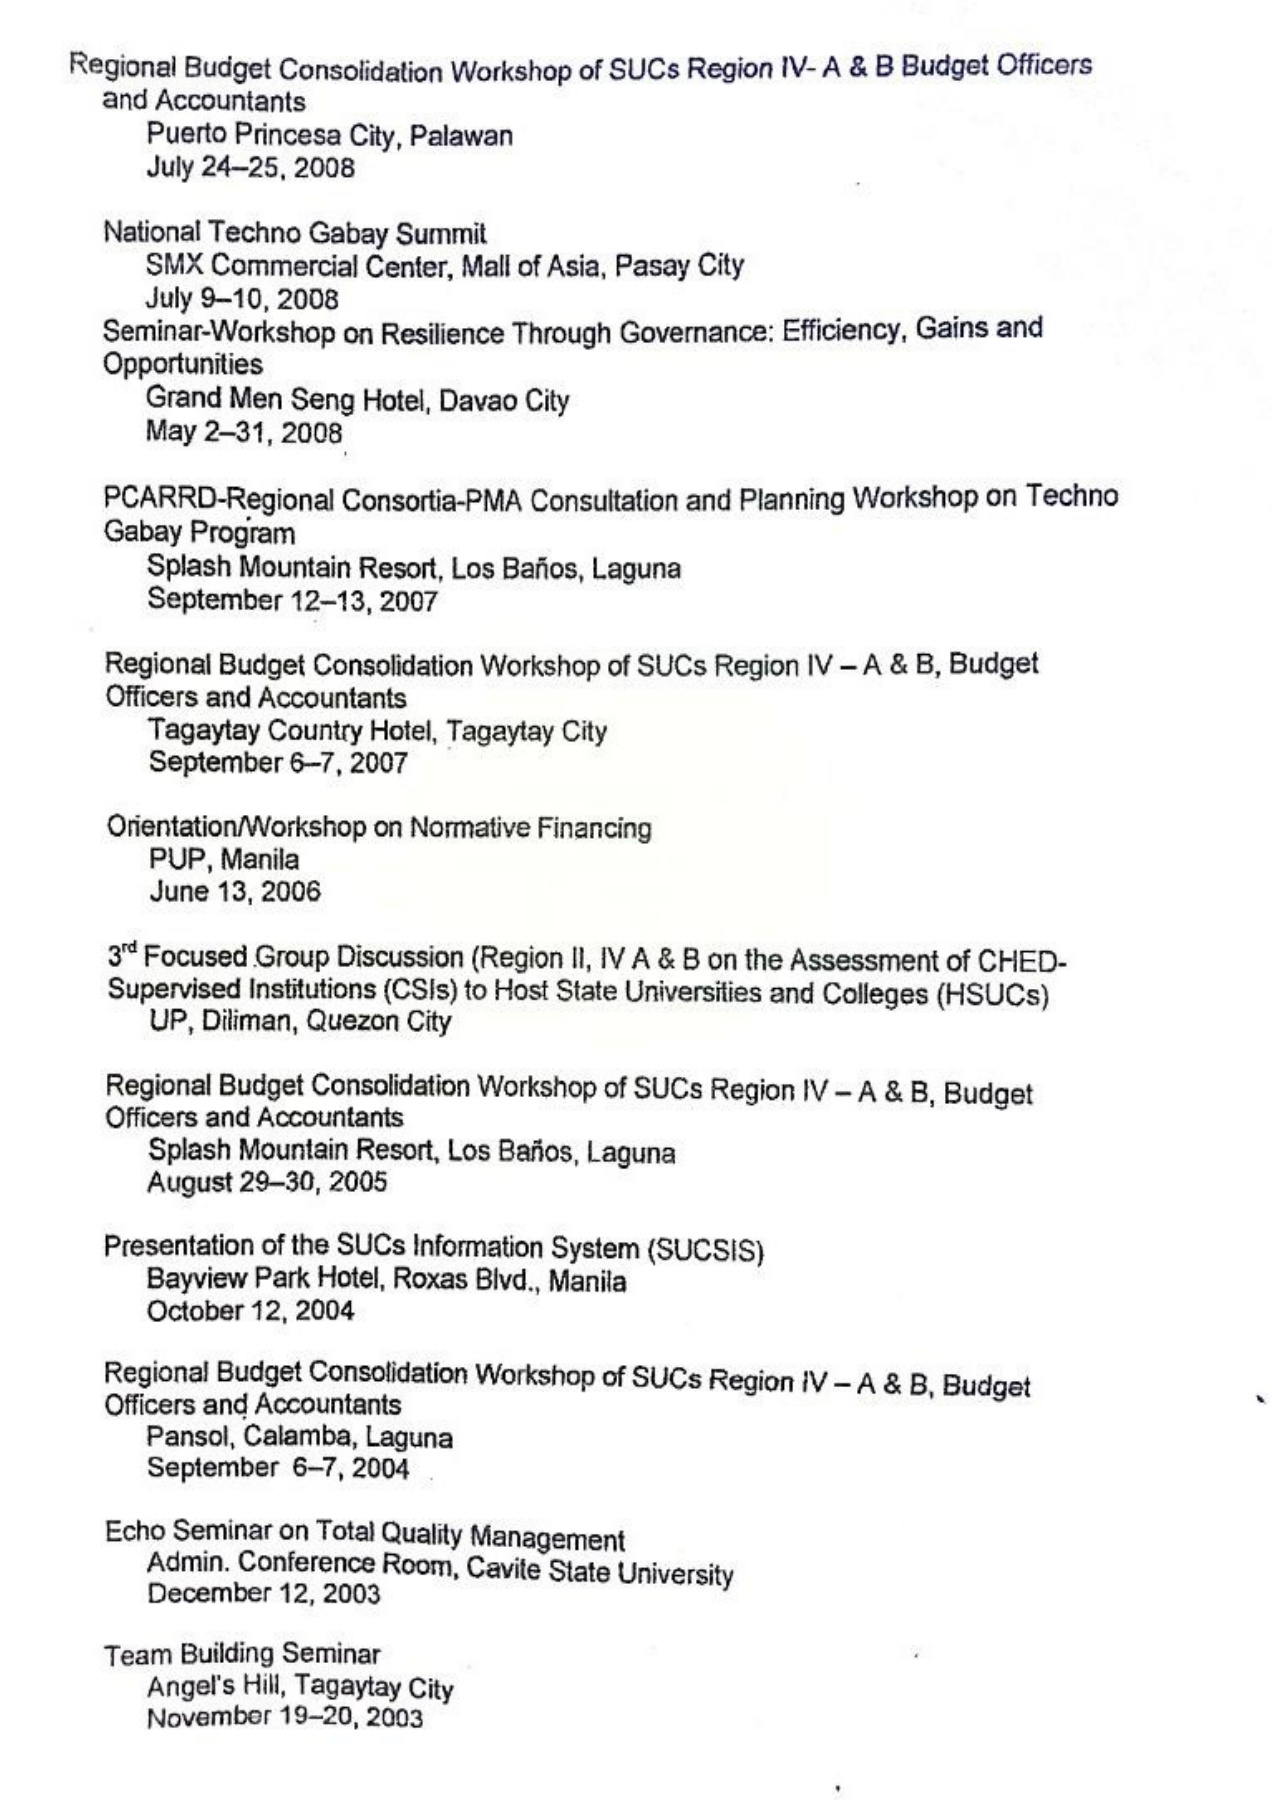 Regional Budget Consolidation Workshop of SUCs Region IV- A & B Budget Officers
and Accountants
Puerto Princesa City, Palawan
July 24–25, 2008
National Techno Gabay Summit
SMX Commercial Center, Mall of Asia, Pasay City
July 9–10, 2008
Seminar-Workshop on Resilience Through Governance: Efficiency, Gains and
Opportunities
Grand Men Seng Hotel, Davao City
May 2–31, 2008
PCARRD-Regional Consortia-PMA Consultation and Planning Workshop on Techno
Gabay Program
Splash Mountain Resort, Los Baños, Laguna
September 12–13, 2007
Regional Budget Consolidation Workshop of SUCs Region IV – A & B, Budget
Officers and Accountants
Tagaytay Country Hotel, Tagaytay City
September 6–7, 2007
Orientation/Workshop on Normative Financing
PUP, Manila
June 13, 2006
3rd Focused Group Discussion (Region II, IV A & B on the Assessment of CHED-
Supervised Institutions (CSIs) to Host State Universities and Colleges (HSUCs)
UP, Diliman, Quezon City
Regional Budget Consolidation Workshop of SUCs Region IV – A & B, Budget
Officers and Accountants
Splash Mountain Resort, Los Baños, Laguna
August 29–30, 2005
Presentation of the SUCs Information System (SUCSIS)
Bayview Park Hotel, Roxas Blvd., Manila
October 12, 2004
Regional Budget Consolidation Workshop of SUCs Region IV – A & B, Budget
Officers and Accountants
Pansol, Calamba, Laguna
September 6–7, 2004
Echo Seminar on Total Quality Management
Admin. Conference Room, Cavite State University
December 12, 2003
Team Building Seminar
Angel's Hill, Tagaytay City
November 19–20, 2003